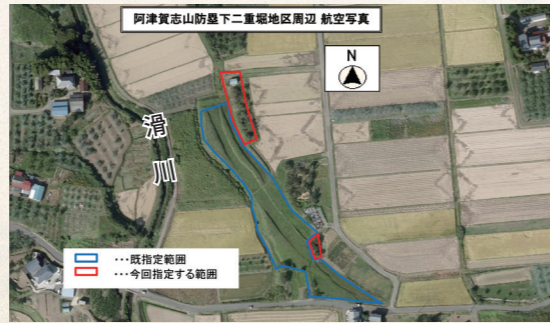 阿津賀志山防塁下二重堀地区周辺 航空写真
N
滑川
･･･既指定範囲
･･･今回指定する範囲